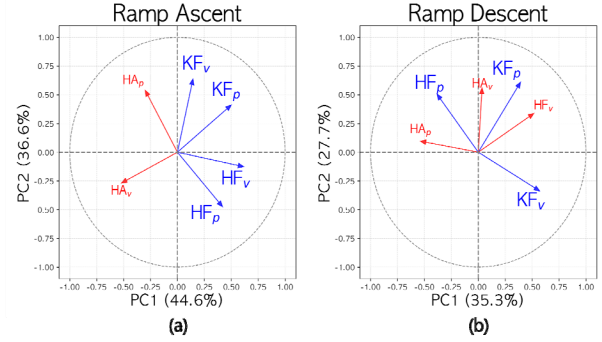 Ramp Ascent
1.00
0.75
0.50
0.25
0.00
-0.25
0.50
-0.75
-1.00
PC2 (36.6%)
KFv
HAp
KFp
HAv
HFv
HFp
-1.00 -0.75 -0.50 -0.25 0.00 0.25 0.50 0.75 1.00
PC1 (44.6%)
(a)
Ramp Descent
1.00
0.75
0.50
0.25
0.00
-0.25
0.50
-0.75
-1.00
PC2 (27.7%)
KFp
HFp
HAv
HFv
HAp
KFv
-1.00 -0.75 -0.50 -0.25 0.00 0.25 0.50 0.75 1.00
PC1 (35.3%)
(b)